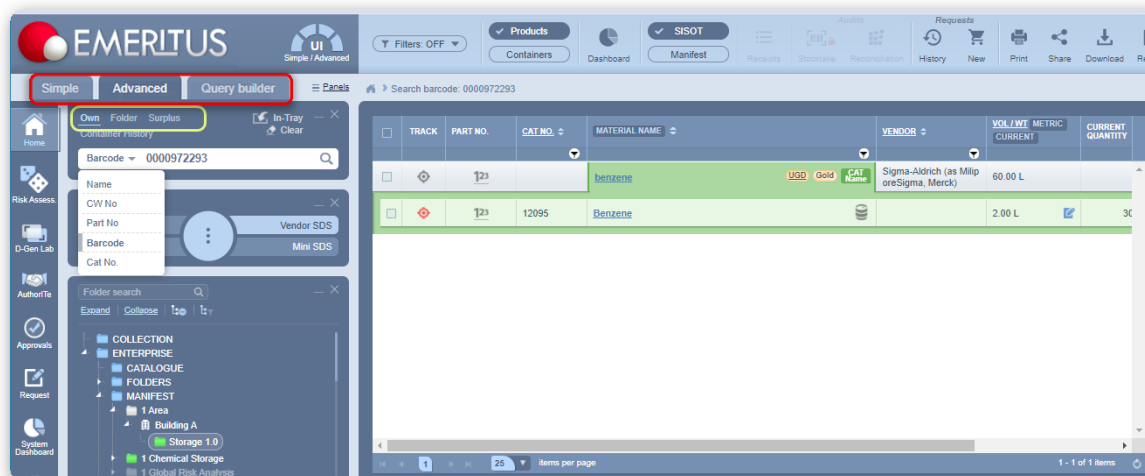 EMERITUS
UI
Simple / Advanced
Filters: OFF
Products
Containers
Dashboard
SISOT
Manifest
Audits
Receipts
Stocktake
Reconciliation
Requests
History
New
Print
Share
Download
Simple
Advanced
Query builder
Panels
Search barcode: 0000972293
Home
Risk Assess.
D-Gen Lab
AuthorITe
Approvals
Request
System
Dashboard
Own Folder Surplus
Container History
In-Tray
Clear
Barcode 0000972293
Name
CW No
Part No
Barcode
Cat No.
Vendor SDS
Mini SDS
Folder search
Expand Collapse
COLLECTION
ENTERPRISE
CATALOGUE
FOLDERS
MANIFEST
1 Area
Building A
Storage 1.0
1 Chemical Storage
1 Global Risk Analysis
TRACK PART NO. CAT NO. MATERIAL NAME VENDOR VOL / WT METRIC CURRENT CURRENT QUANTITY
123 benzene UGD Gold CAT Name Sigma-Aldrich (as Milip
oreSigma, Merck) 60.00 L
123 12095 Benzene 2.00 L 30
1 25 items per page 1 - 1 of 1 items